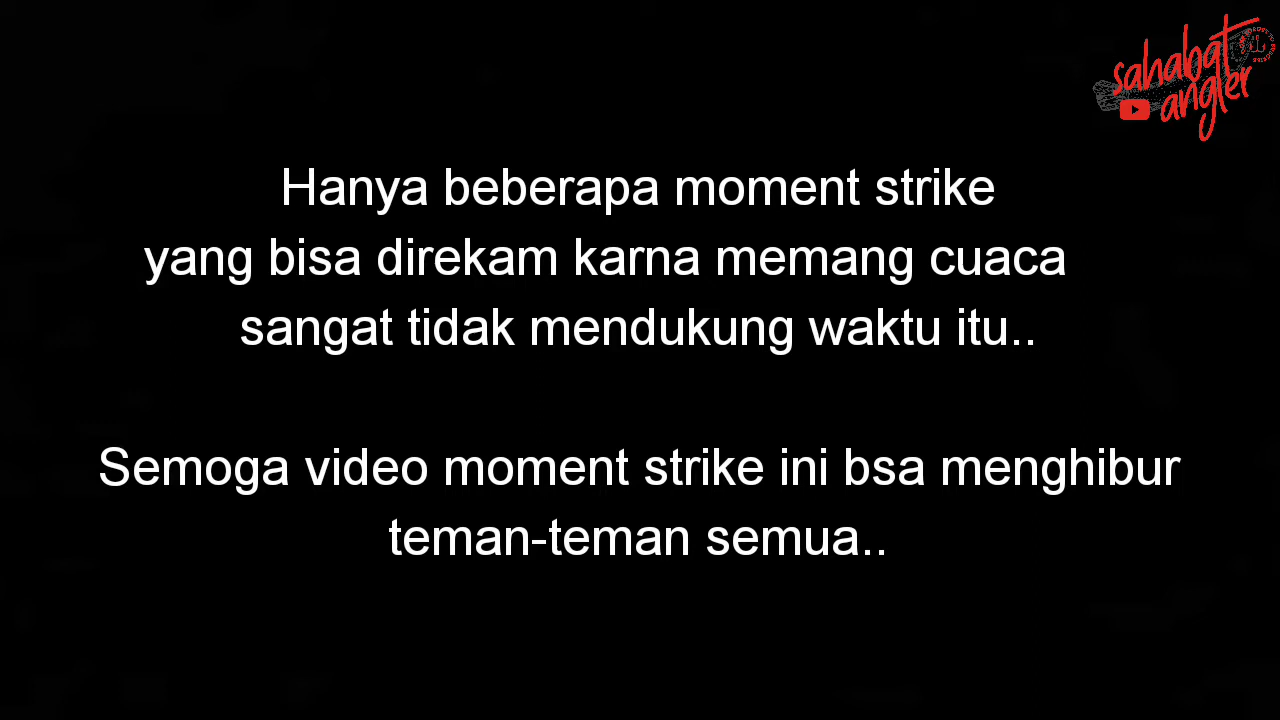 sahabat
angler
Hanya beberapa moment strike
yang bisa direkam karna memang cuaca
sangat tidak mendukung waktu itu..
Semoga video moment strike ini bsa menghibur
teman-teman semua..